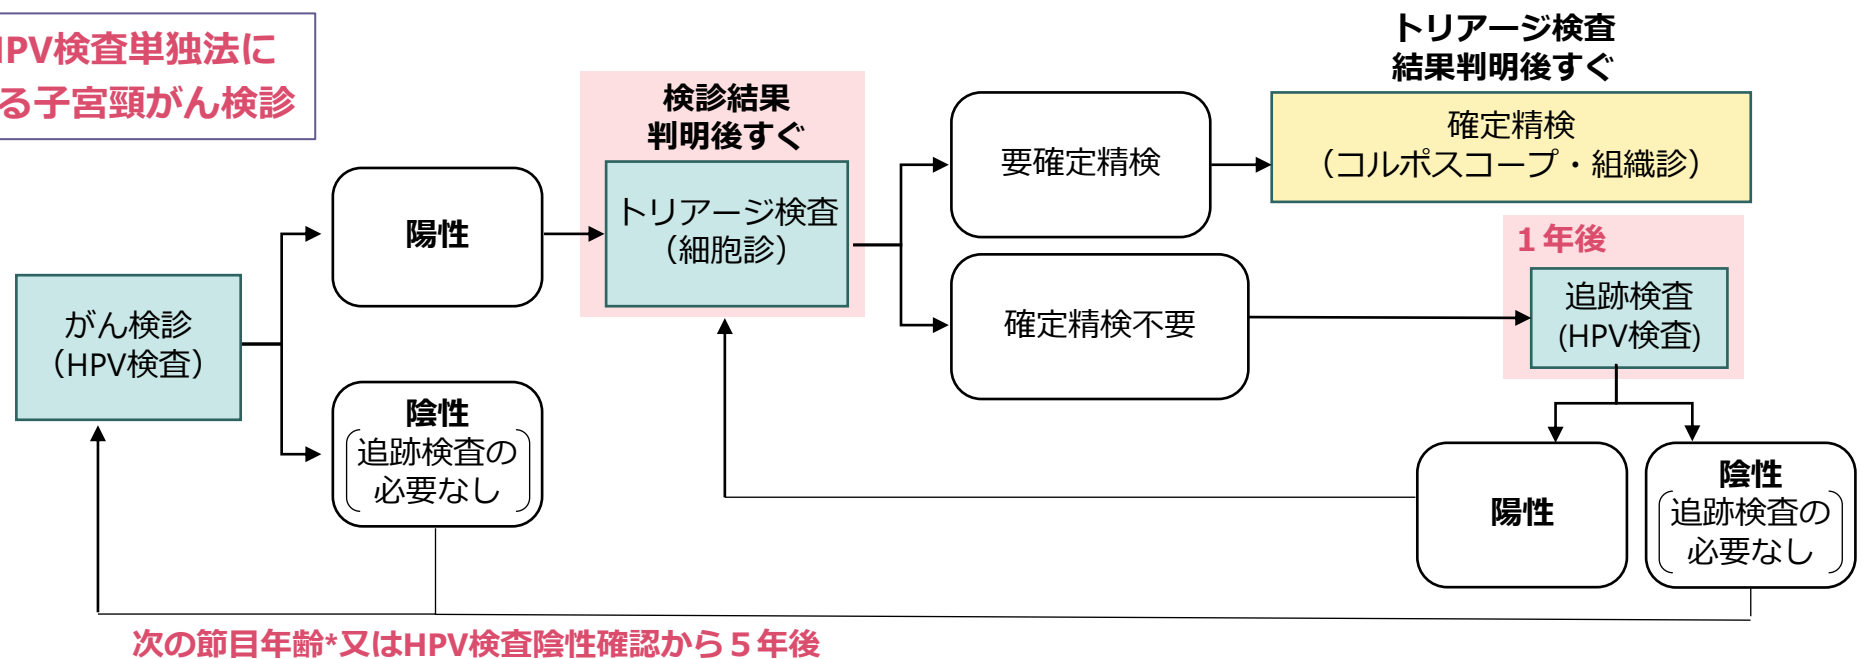 HPV検査単独法に
る子宮頸がん検診
がん検診
（HPV検査）
陽性
陰性
追跡検査の
必要なし
検診結果
判明後すぐ
トリアージ検査
（細胞診）
要確定精検
確定精検不要
トリアージ検査
結果判明後すぐ
確定精検
（コルポスコープ・組織診）
１年後
追跡検査
(HPV検査)
陽性
陰性
追跡検査の
必要なし
次の節目年齢*又はHPV検査陰性確認から５年後